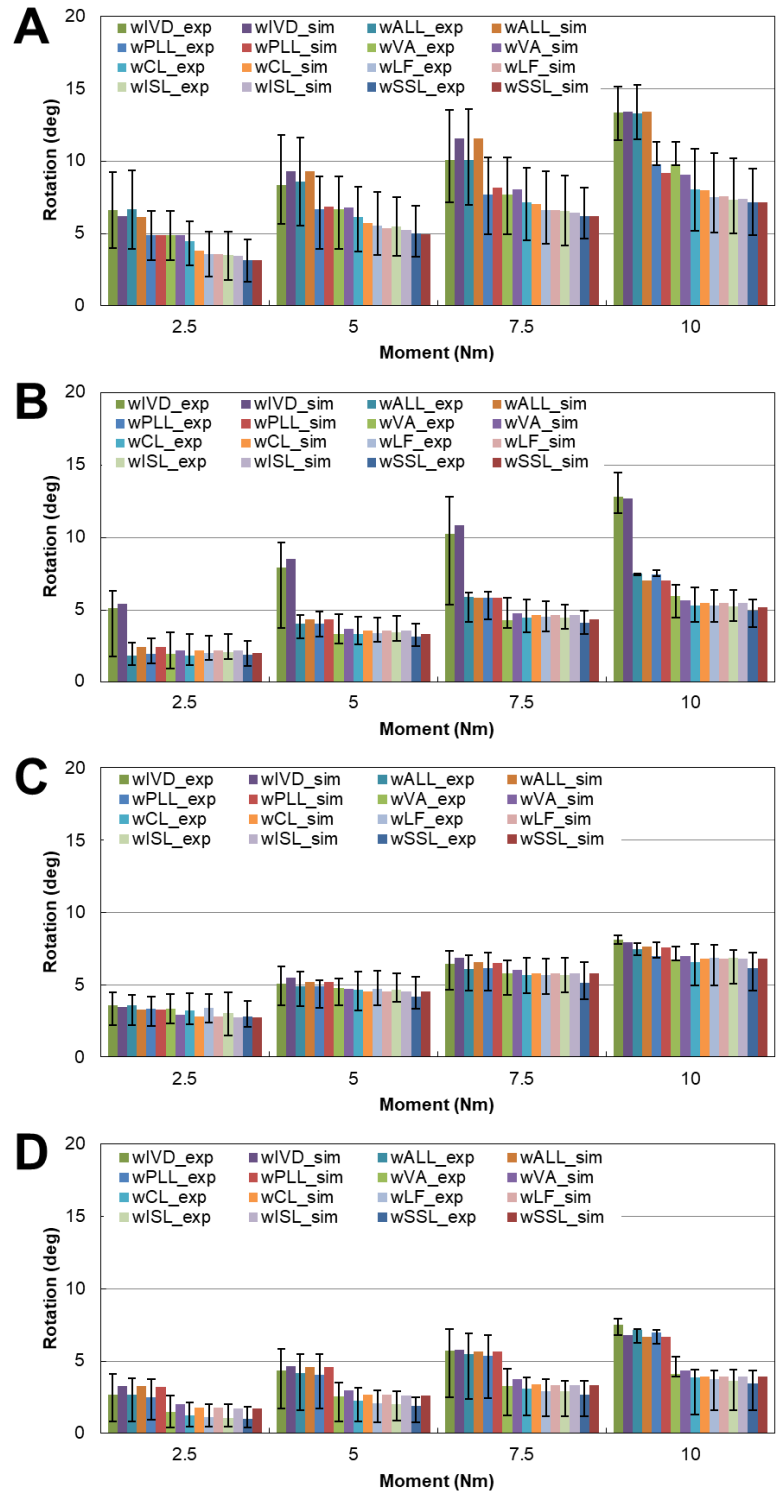 A
20
15
10
5
0
Rotation (deg)
wIVD_exp wIVD_sim wALL_exp wALL_sim
wPLL_exp wPLL_sim wVA_exp wVA_sim
wCL_exp wCL_sim wLF_exp wLF_sim
wISL_exp wISL_sim wSSL_exp wSSL_sim
2.5 5 7.5 10
Moment (Nm)
B
20
15
10
5
0
Rotation (deg)
wIVD_exp wIVD_sim wALL_exp wALL_sim
wPLL_exp wPLL_sim wVA_exp wVA_sim
wCL_exp wCL_sim wLF_exp wLF_sim
wISL_exp wISL_sim wSSL_exp wSSL_sim
2.5 5 7.5 10
Moment (Nm)
C
20
15
10
5
0
Rotation (deg)
wIVD_exp wIVD_sim wALL_exp wALL_sim
wPLL_exp wPLL_sim wVA_exp wVA_sim
wCL_exp wCL_sim wLF_exp wLF_sim
wISL_exp wISL_sim wSSL_exp wSSL_sim
2.5 5 7.5 10
Moment (Nm)
D
20
15
10
5
0
Rotation (deg)
wIVD_exp wIVD_sim wALL_exp wALL_sim
wPLL_exp wPLL_sim wVA_exp wVA_sim
wCL_exp wCL_sim wLF_exp wLF_sim
wISL_exp wISL_sim wSSL_exp wSSL_sim
2.5 5 7.5 10
Moment (Nm)